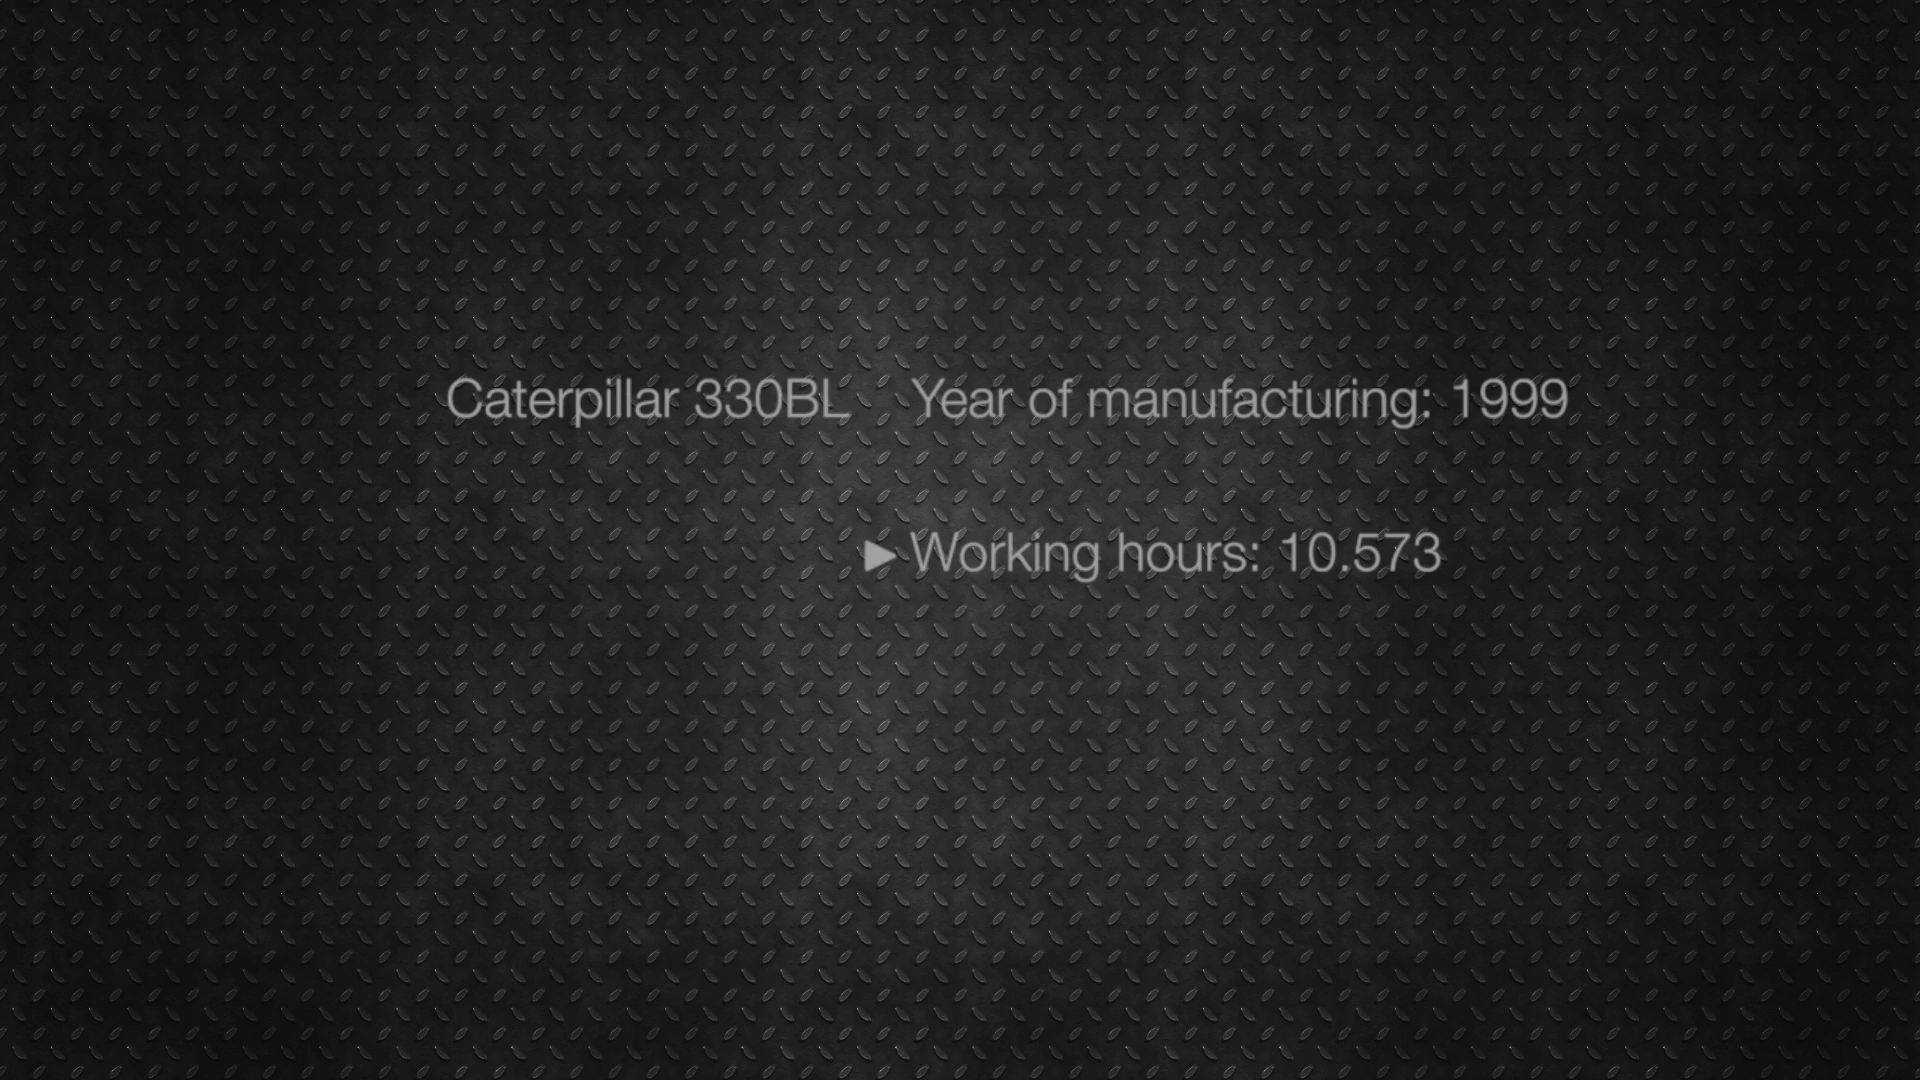 Caterpillar 330BL Year of manufacturing: 1999
▶ Working hours: 10.573